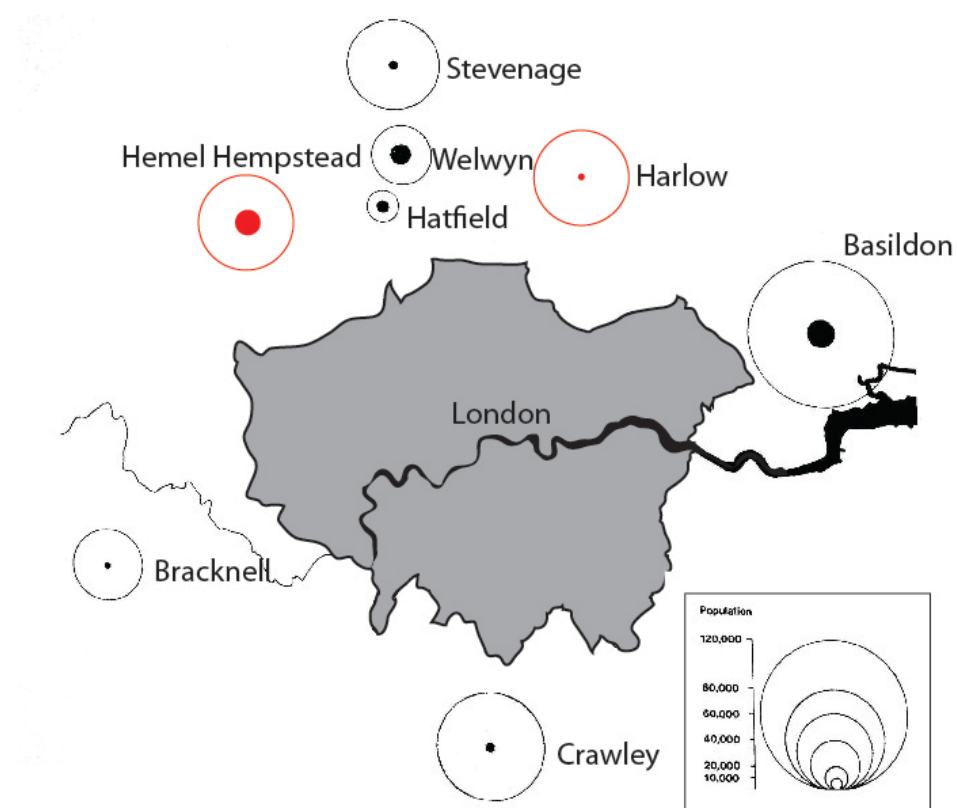 Stevenage
Hemel Hempstead
Welwyn
Harlow
Hatfield
Basildon
London
Bracknell
Crawley
Population
120,000
80,000
60,000
40,000
20,000
10,000